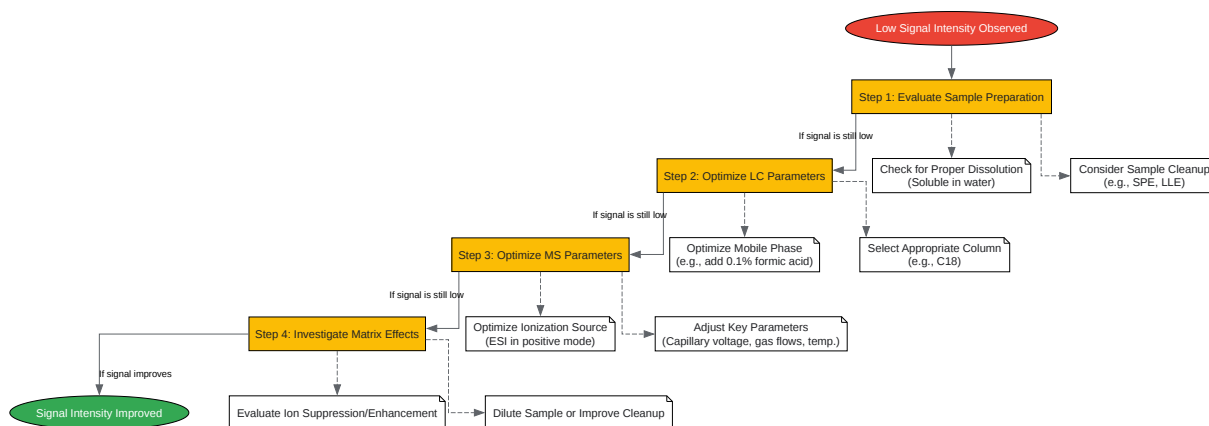 Low Signal Intensity Observed
Step 1: Evaluate Sample Preparation
If signal is still low
Check for Proper Dissolution
(Soluble in water)
Consider Sample Cleanup
(e.g., SPE, LLE)
Step 2: Optimize LC Parameters
If signal is still low
Optimize Mobile Phase
(e.g., add 0.1% formic acid)
Select Appropriate Column
(e.g., C18)
Step 3: Optimize MS Parameters
If signal is still low
Optimize Ionization Source
(ESI in positive mode)
Adjust Key Parameters
(Capillary voltage, gas flows, temp.)
Step 4: Investigate Matrix Effects
If signal improves
Signal Intensity Improved
Evaluate Ion Suppression/Enhancement
Dilute Sample or Improve Cleanup